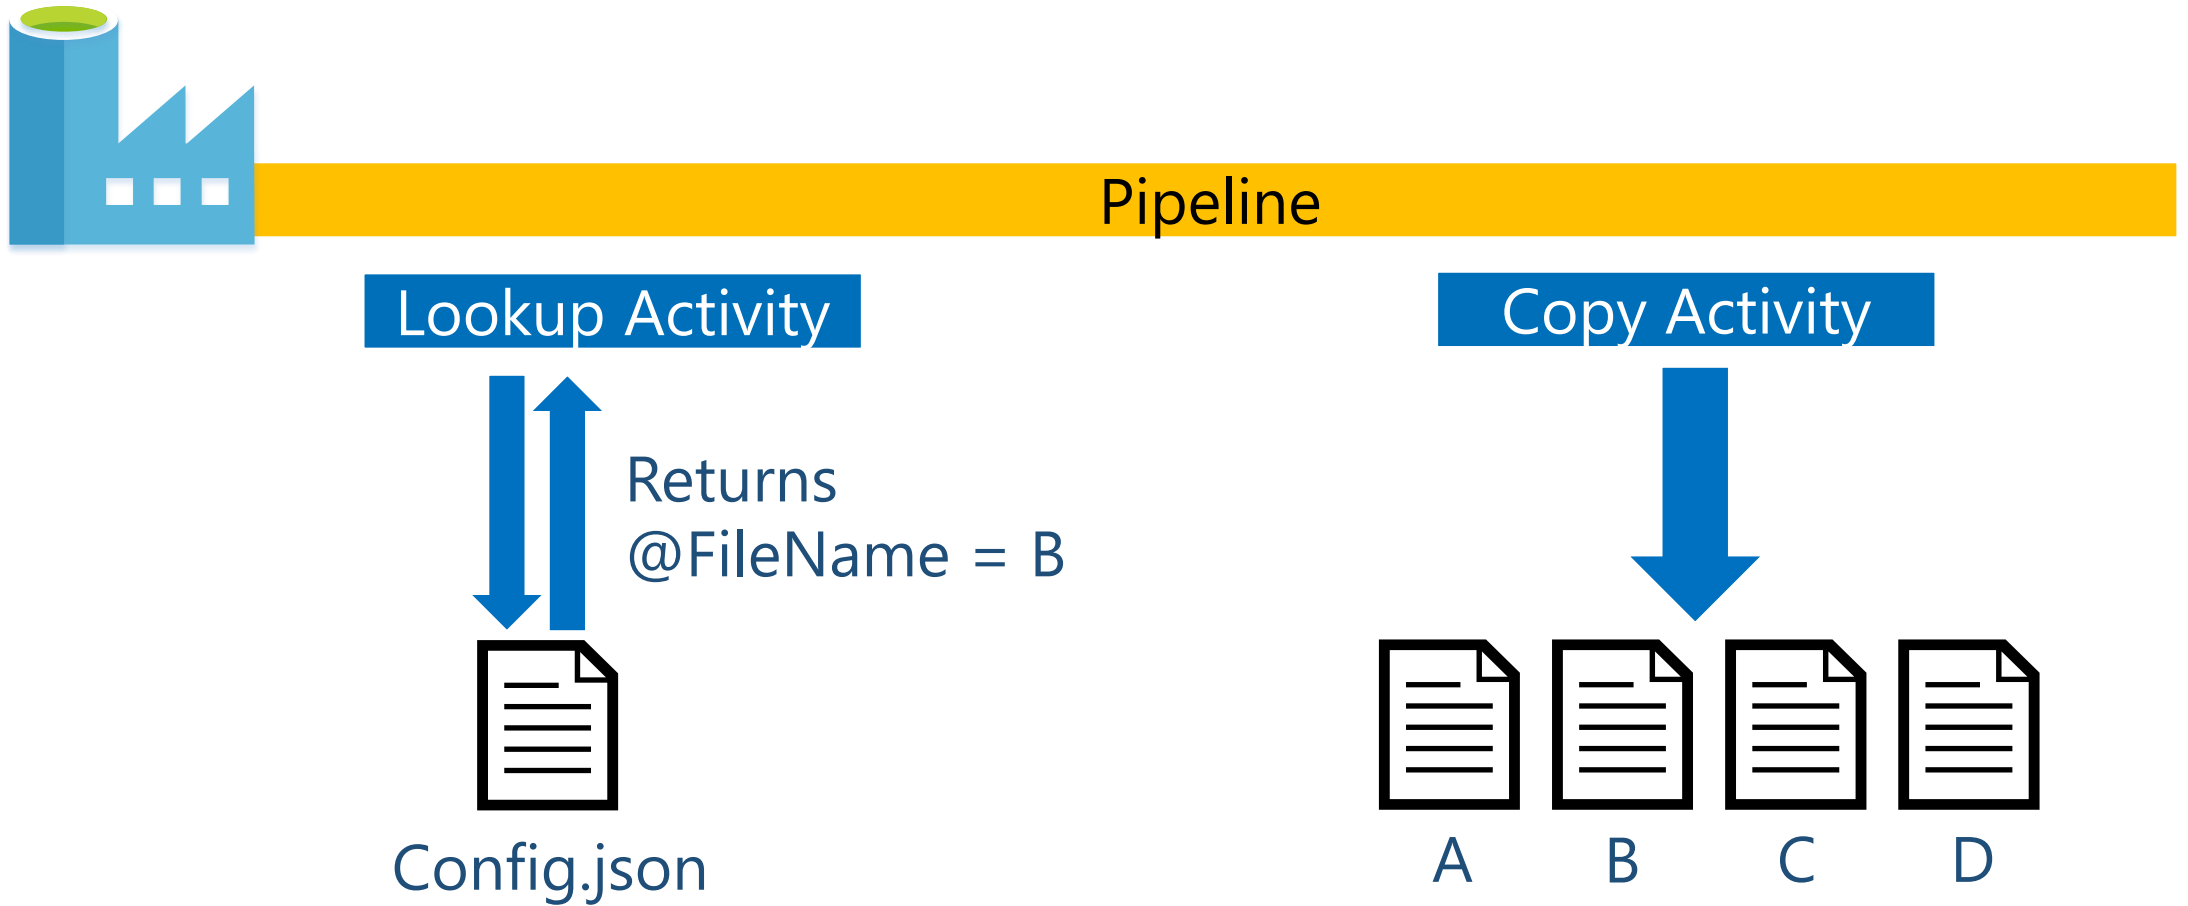 Pipeline
Lookup Activity
Copy Activity
Returns
@FileName = B
Config.json
A
B
C
D